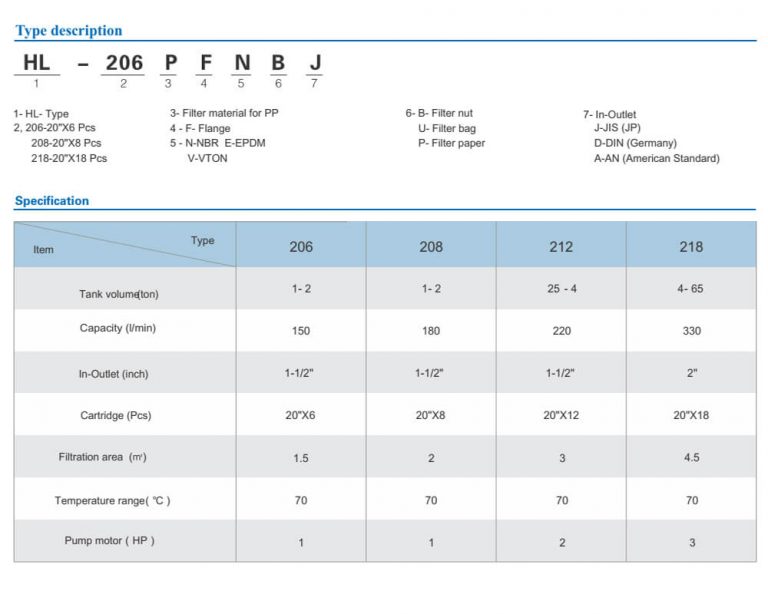 Type description
HL - 206 P F N B J
1 2 3 4 5 6 7
1- HL- Type
2, 206-20"X6 Pcs
208-20"X8 Pcs
218-20"X18 Pcs
3- Filter material for PP
4 - F- Flange
5 - N-NBR E-EPDM
V-VTON
6- B- Filter nut
U- Filter bag
P- Filter paper
7- In-Outlet
J-JIS (JP)
D-DIN (Germany)
A-AN (American Standard)
Specification
Item Type 206 208 212 218
Tank volume(ton) 1- 2 1- 2 25 - 4 4- 65
Capacity (l/min) 150 180 220 330
In-Outlet (inch) 1-1/2" 1-1/2" 1-1/2" 2"
Cartridge (Pcs) 20"X6 20"X8 20"X12 20"X18
Filtration area (㎡) 1.5 2 3 4.5
Temperature range( ℃ ) 70 70 70 70
Pump motor ( HP ) 1 1 2 3